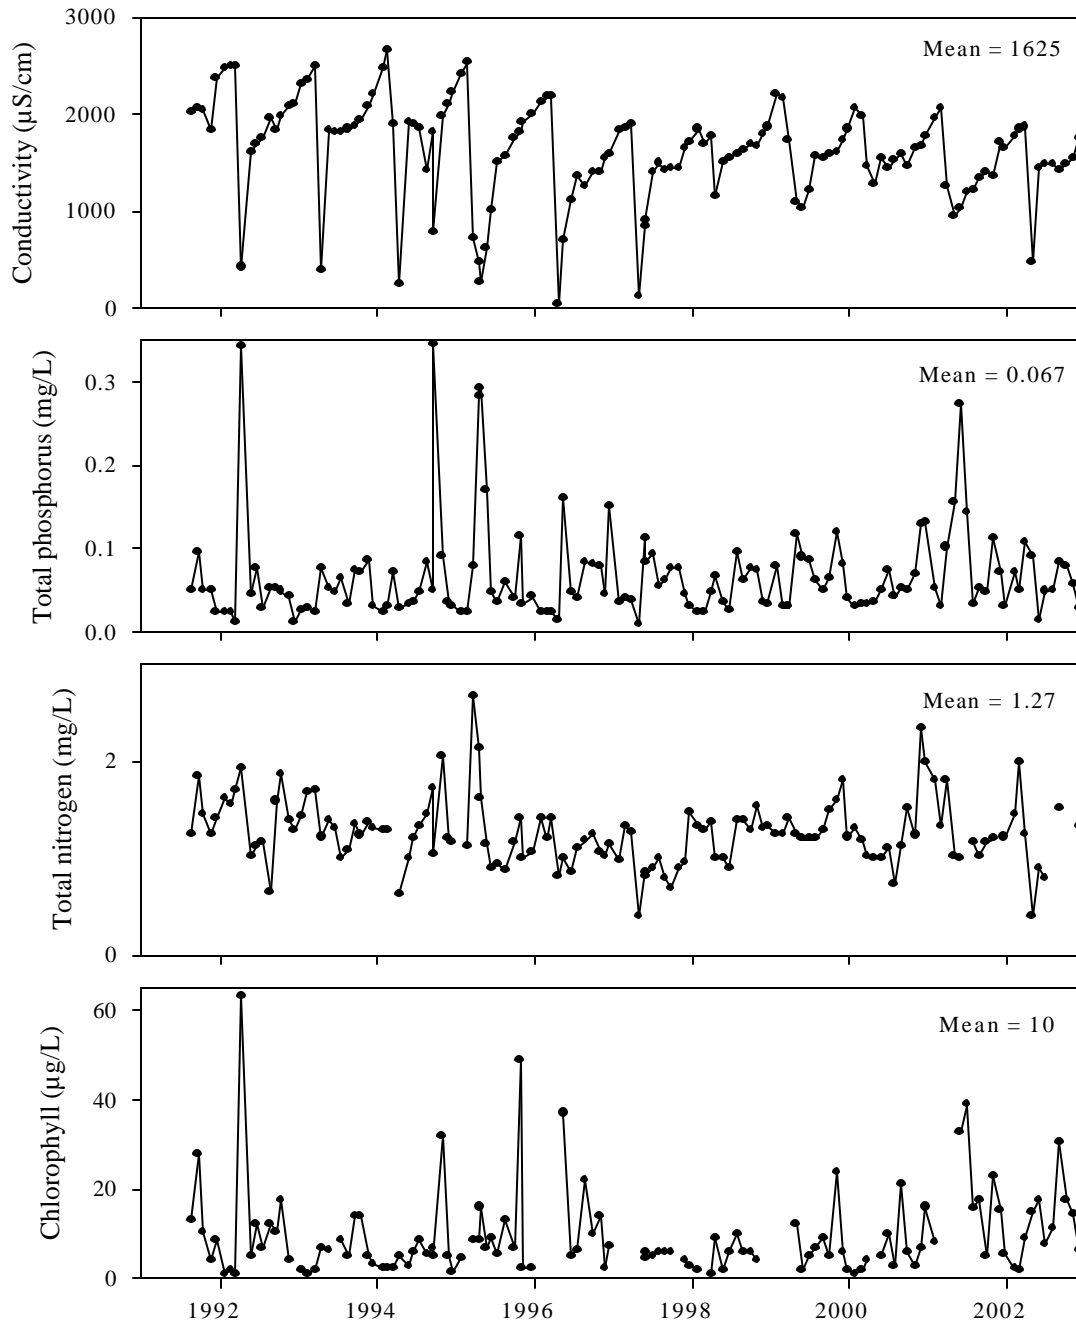 Conductivity (µS/cm)
3000
2000
1000
0
Mean = 1625
Total phosphorus (mg/L)
0.3
0.2
0.1
0.0
Mean = 0.067
Total nitrogen (mg/L)
2
0
Mean = 1.27
Chlorophyll (µg/L)
60
40
20
0
Mean = 10
1992 1994 1996 1998 2000 2002